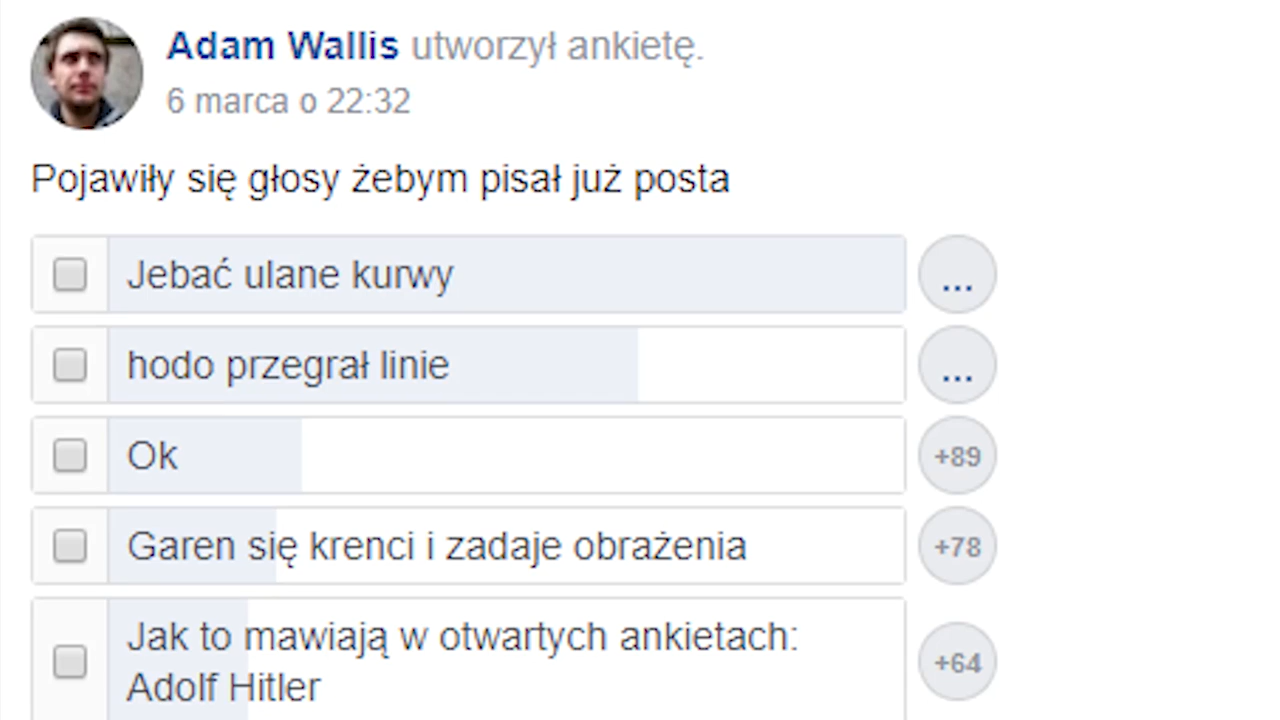 Adam Wallis utworzył ankietę.
6 marca o 22:32
Pojawiły się głosy żebym pisał już posta
Jebać ulane kurwy
...
hodo przegrał linie
...
Ok
+89
Garen się krenci i zadaje obrażenia
+78
Jak to mawiają w otwartych ankietach:
Adolf Hitler
+64